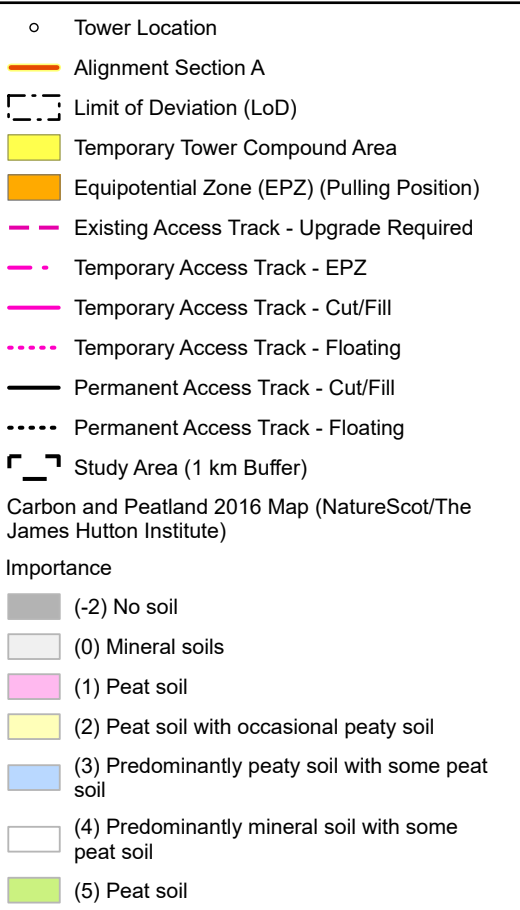 Tower Location
Alignment Section A
Limit of Deviation (LoD)
Temporary Tower Compound Area
Equipotential Zone (EPZ) (Pulling Position)
Existing Access Track - Upgrade Required
Temporary Access Track - EPZ
Temporary Access Track - Cut/Fill
Temporary Access Track - Floating
Permanent Access Track - Cut/Fill
Permanent Access Track - Floating
Study Area (1 km Buffer)
Carbon and Peatland 2016 Map (NatureScot/The
James Hutton Institute)
Importance
(-2) No soil
(0) Mineral soils
(1) Peat soil
(2) Peat soil with occasional peaty soil
(3) Predominantly peaty soil with some peat
soil
(4) Predominantly mineral soil with some
peat soil
(5) Peat soil